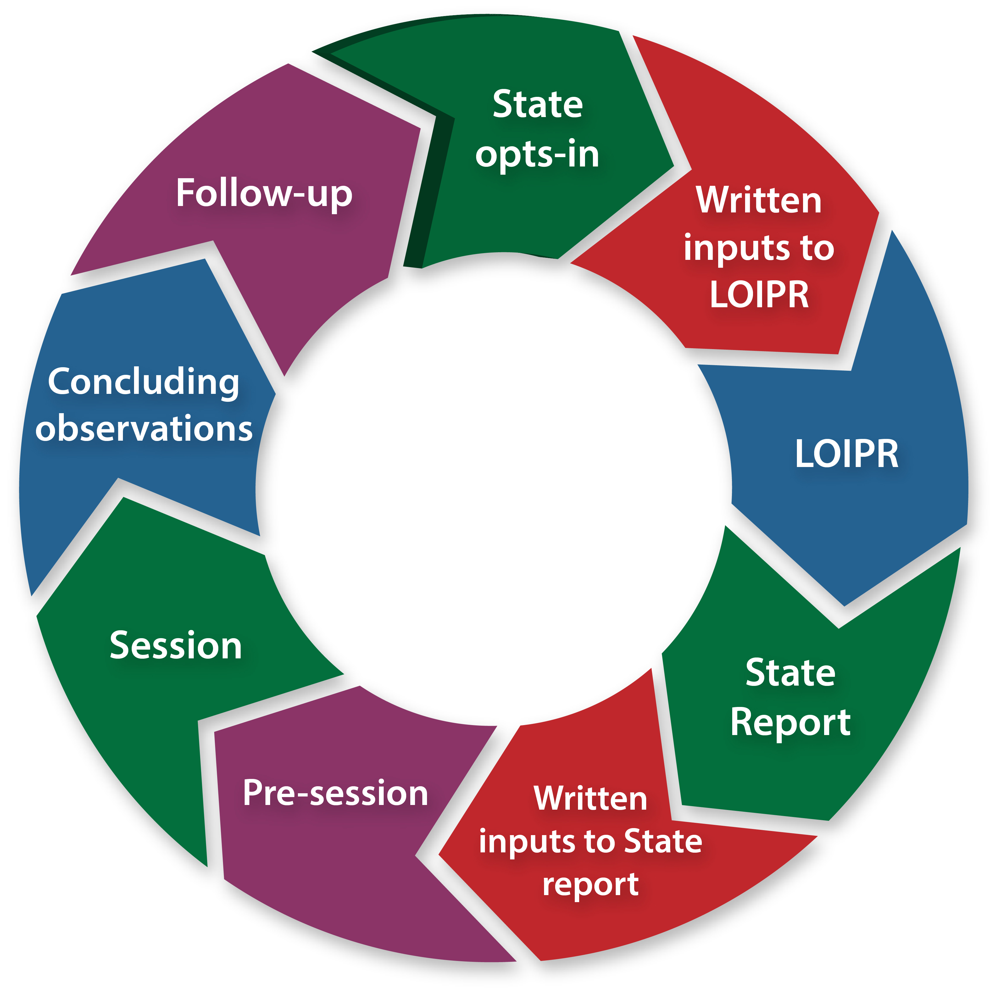 State
opts-in
Written
inputs to
LOIPR
LOIPR
State
Report
Written
inputs to State
report
Pre-session
Session
Concluding
observations
Follow-up